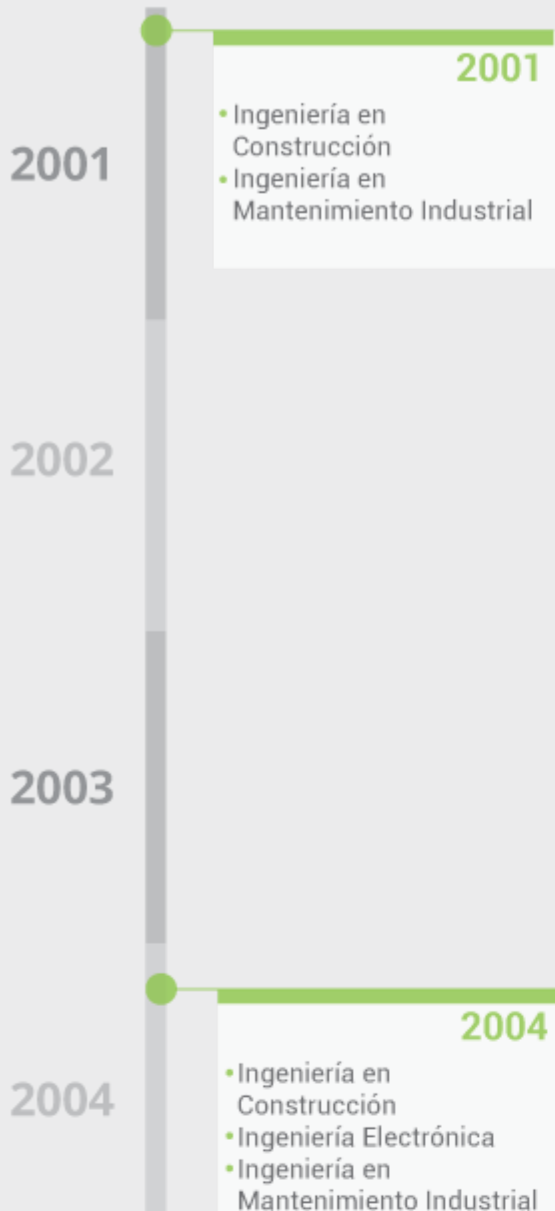 2001
2001
• Ingeniería en
Construcción
• Ingeniería en
Mantenimiento Industrial
2002
2003
2004
2004
• Ingeniería en
Construcción
• Ingeniería Electrónica
• Ingeniería en
Mantenimiento Industrial